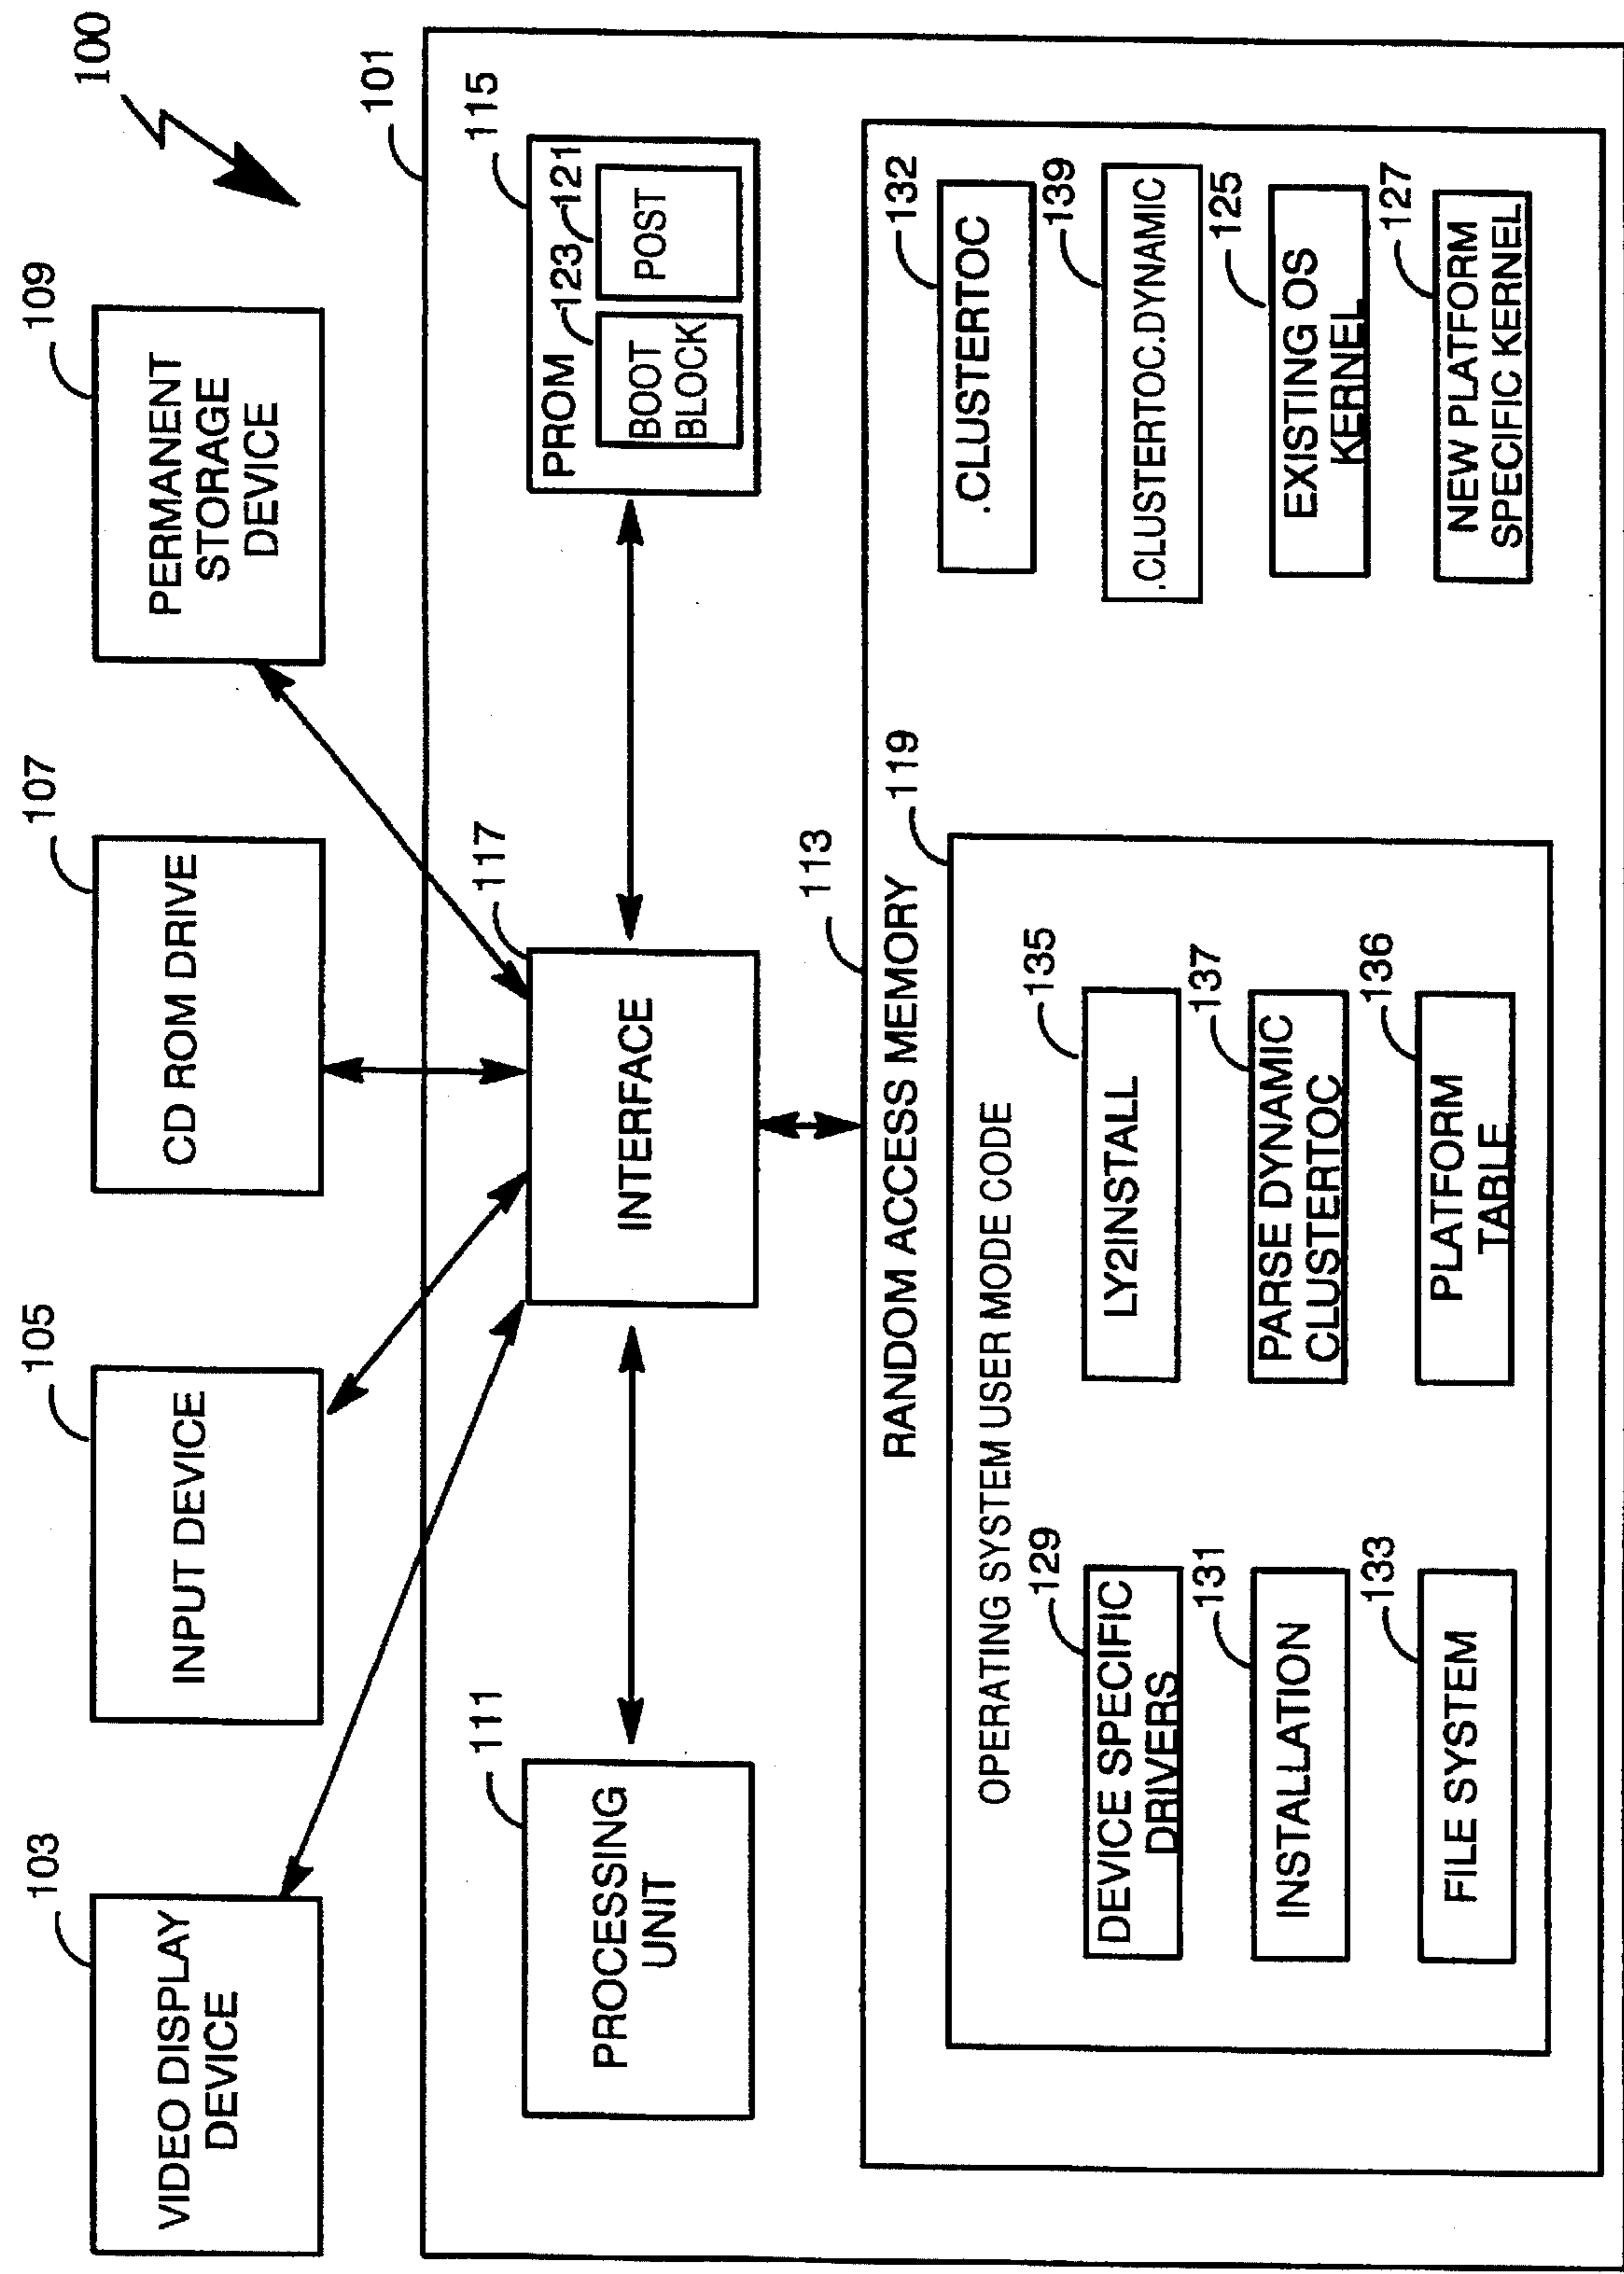 100
103
VIDEO DISPLAY
DEVICE
105
INPUT DEVICE
107
CD ROM DRIVE
109
PERMANENT
STORAGE
DEVICE
101
111
PROCESSING
UNIT
117
INTERFACE
115
PROM
123
121
BOOT
BLOCK
POST
113
RANDOM ACCESS MEMORY
119
OPERATING SYSTEM USER MODE CODE
129
DEVICE SPECIFIC
DRIVERS
131
INSTALLATION
133
FILE SYSTEM
135
LY2INSTALL
137
PARSE DYNAMIC
CLUSTERTOC
136
PLATFORM
TABLE
132
.CLUSTERTOC
139
.CLUSTERTOC.DYNAMIC
125
EXISTING OS
KERNEL
127
NEW PLATFORM
SPECIFIC KERNEL